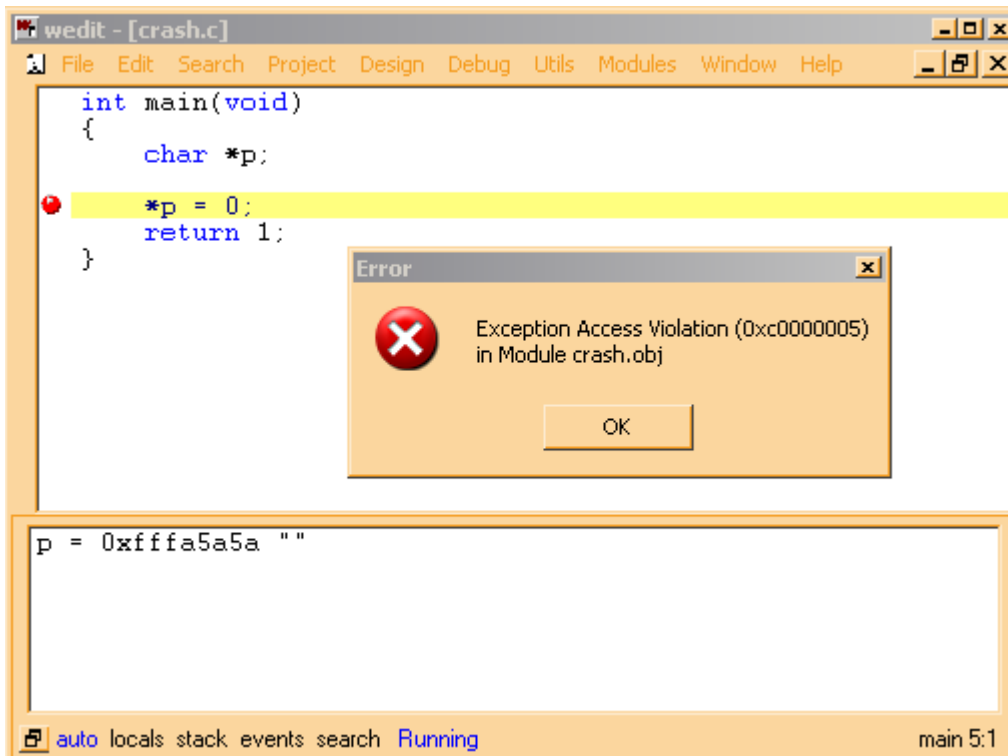 wedit - [crash.c]
File Edit Search Project Design Debug Utils Modules Window Help
int main(void)
{
char *p;
*p = 0;
return 1;
}
Error
Exception Access Violation (0xc0000005)
in Module crash.obj
OK
p = 0xfffa5a5a ""
auto locals stack events search Running main 5:1